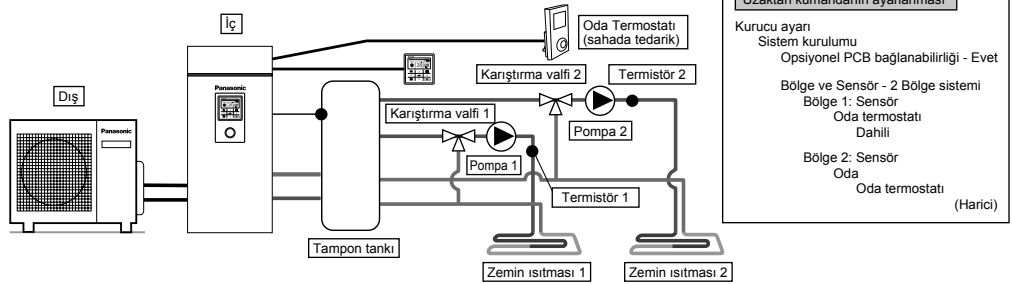 İç
Oda Termostatı
(sahada tedarik)
Karıştırma valfi 2
Termistör 2
Dış
Panasonic
Panasonic
Karıştırma valfi 1
Pompa 2
Pompa 1
Termistör 1
Tampon tankı
Zemin ısıtması 1
Zemin ısıtması 2
Uzaktan kumandanın ayarlanması
Kurucu ayarı
Sistem kurulumu
Opsiyonel PCB bağlanabilirliği - Evet
Bölge ve Sensör - 2 Bölge sistemi
Bölge 1: Sensör
Oda termostatı
Dahili
Bölge 2: Sensör
Oda
Oda termostatı
(Harici)